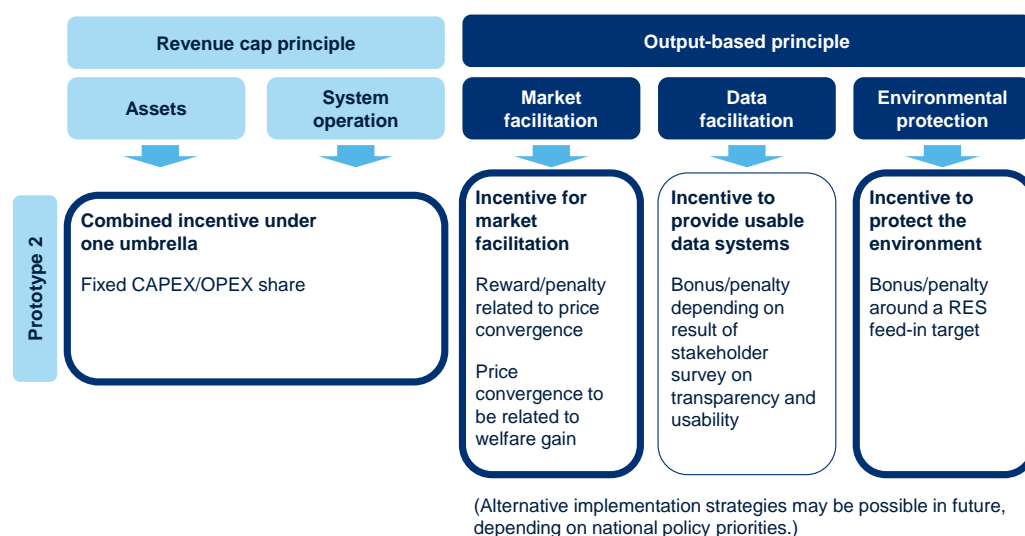 Revenue cap principle
Output-based principle
Assets
System
operation
Market
facilitation
Data
facilitation
Environmental
protection
Prototype 2
Combined incentive under
one umbrella
Fixed CAPEX/OPEX share
Incentive for
market
facilitation
Reward/penalty
related to price
convergence
Price
convergence to
be related to
welfare gain
Incentive to
provide usable
data systems
Bonus/penalty
depending on
result of
stakeholder
survey on
transparency and
usability
Incentive to
protect the
environment
Bonus/penalty
around a RES
feed-in target
(Alternative implementation strategies may be possible in future,
depending on national policy priorities.)